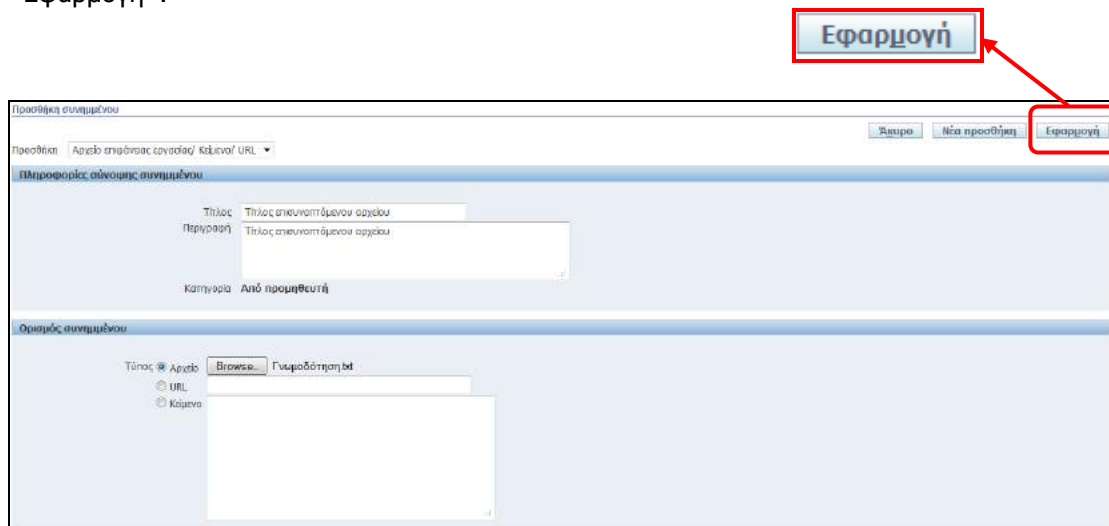 "Εφαρμογή".
Εφαρμογή
Προσθήκη συνημμένου
Άκυρο Νέα προσθήκη Εφαρμογή
Προσθήκη Αρχείο επιφάνειας εργασίας/ Κείμενο/ URL
Πληροφορίες σύνοψης συνημμένου
Τίτλος Τίτλος επισυναπτόμενου αρχείου
Περιγραφή Τίτλος επισυναπτόμενου αρχείου
Κατηγορία Από προμηθευτή
Ορισμός συνημμένου
Τύπος Αρχείο Browse... Γνωμοδότηση.txt
URL
Κείμενο